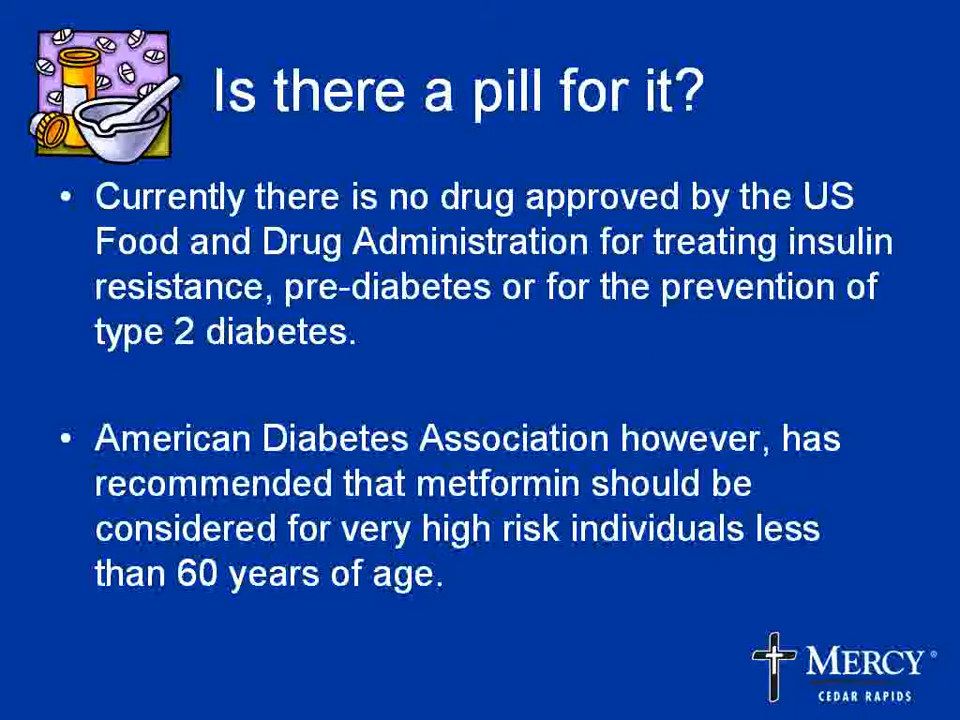 Is there a pill for it?
• Currently there is no drug approved by the US
Food and Drug Administration for treating insulin
resistance, pre-diabetes or for the prevention of
type 2 diabetes.
• American Diabetes Association however, has
recommended that metformin should be
considered for very high risk individuals less
than 60 years of age.
MERCY®
CEDAR RAPIDS